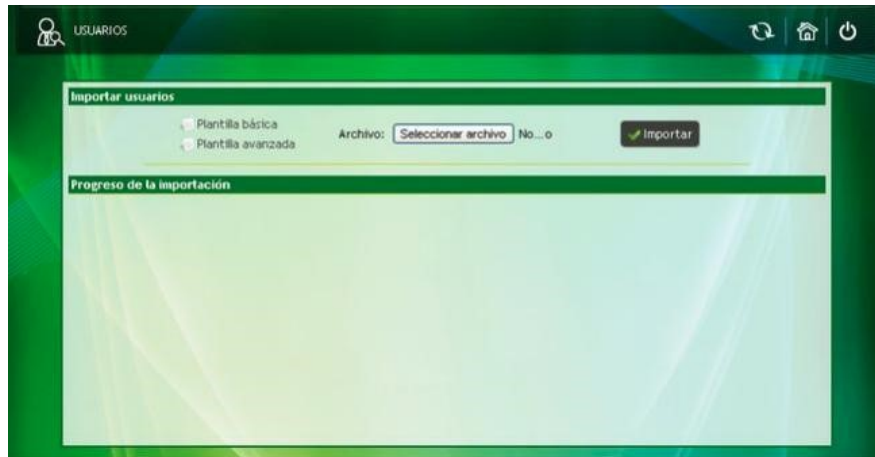 USUARIOS
Importar usuarios
Plantilla básica
Plantilla avanzada
Archivo: Seleccionar archivo No...o
Importar
Progreso de la importación